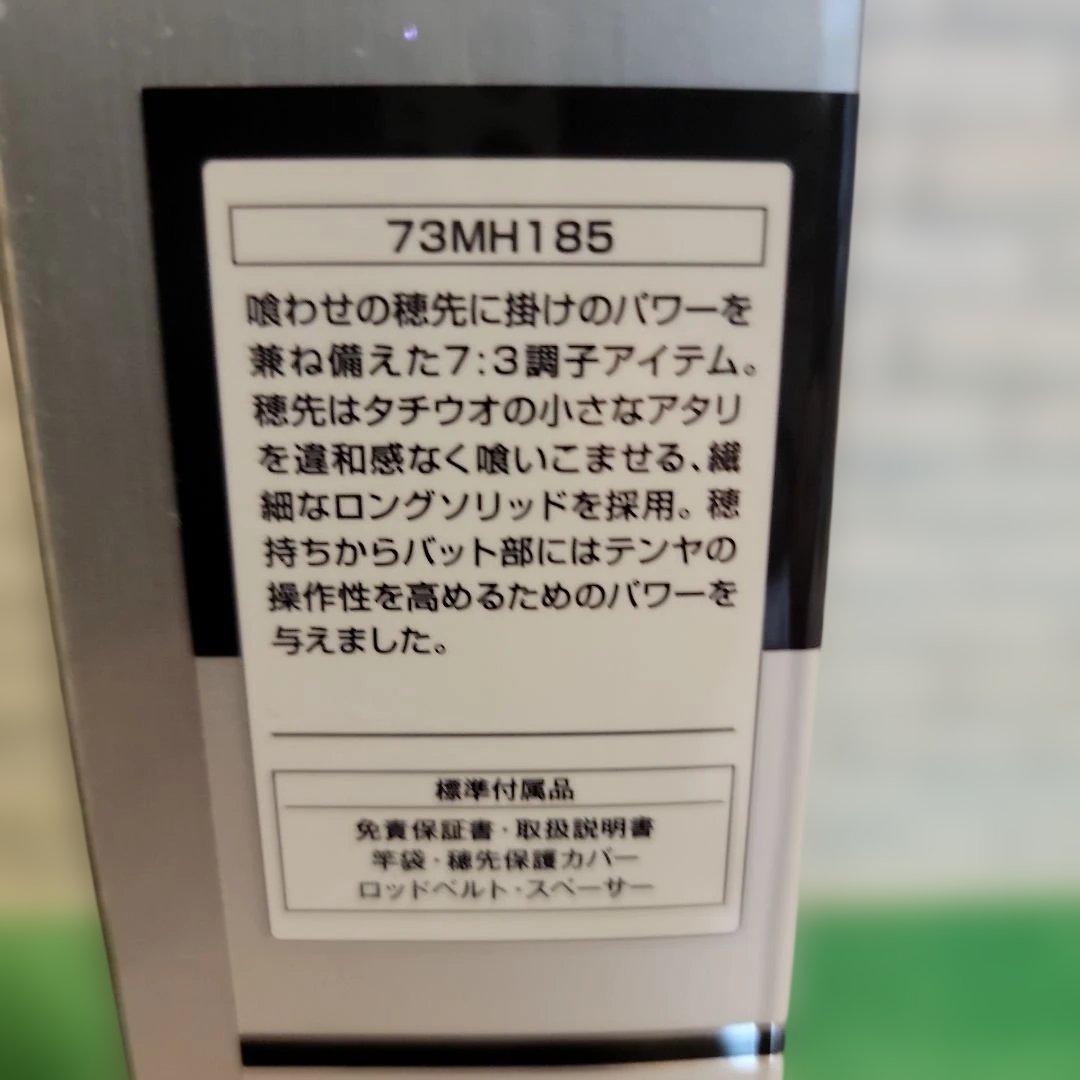 73MH185
喰わせの穂先に掛けのパワーを
兼ね備えた7:3調子アイテム。
穂先はタチウオの小さなアタリ
を違和感なく喰いこませる、繊
細なロングソリッドを採用。穂
持ちからバット部にはテンヤの
操作性を高めるためのパワーを
与えました。
標準付属品
免責保証書・取扱説明書
竿袋・穂先保護カバー
ロッドベルト・スペーサー